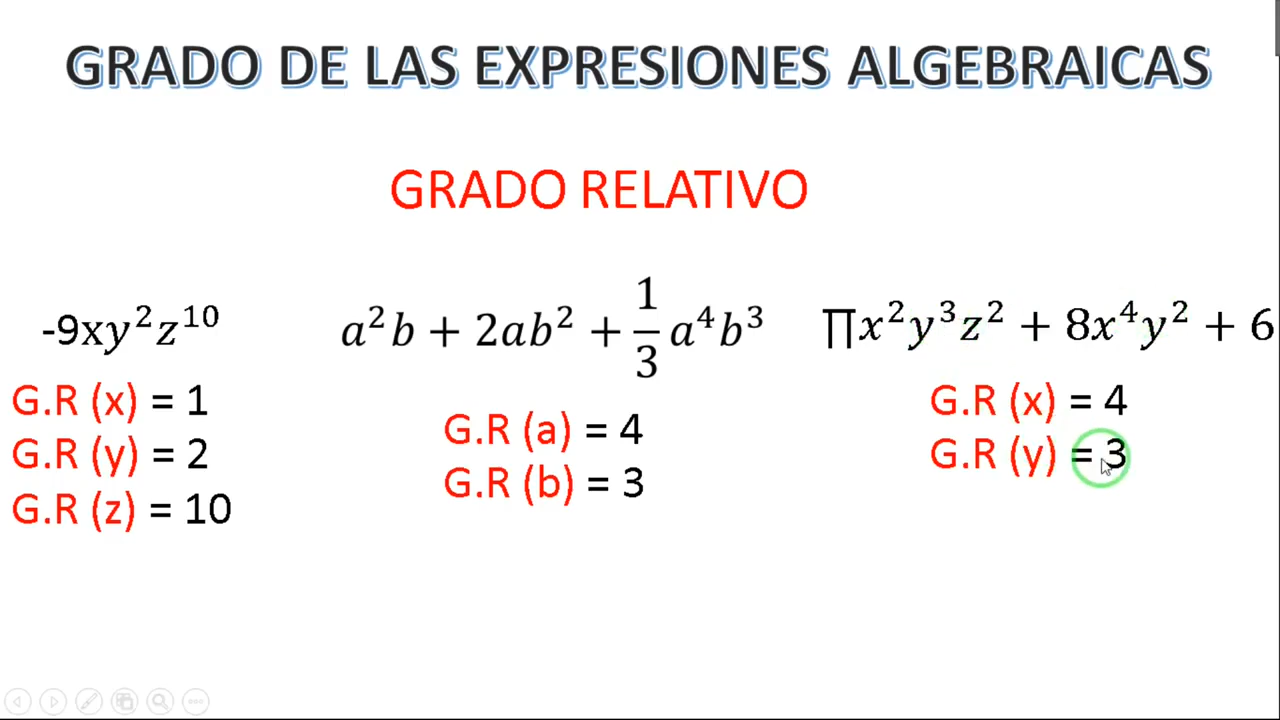 GRADO DE LAS EXPRESIONES ALGEBRAICAS
GRADO RELATIVO
-9xy²z¹⁰
G.R (x) = 1
G.R (y) = 2
G.R (z) = 10
a²b + 2ab² + 1/3 a⁴b³
G.R (a) = 4
G.R (b) = 3
∏x²y³z² + 8x⁴y² + 6
G.R (x) = 4
G.R (y) = 3